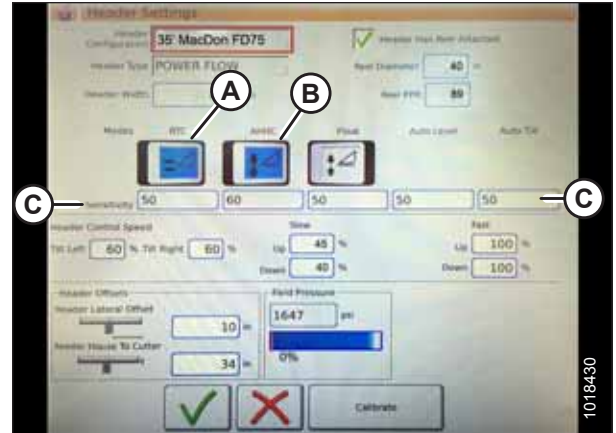 Header Settings
Header Configuration 35' MacDon FD75 Header Has Reel Attached
Header Type POWER FLOW Reel Diameter 40 in
Header Width Reel PPR 89
A
B
Modes RTC AHHC Float Auto Level Auto Tilt
C Sensitivity 50 60 50 50 50 C
Header Control Speed Slow Fast
Tilt Left 60 % Tilt Right 60 % Up 48 % Up 100 %
Down 40 % Down 100 %
Header Offsets Field Pressure
Header Lateral Offset 1647 psi
10 in
Feeder House To Cutter 0%
34 in
Calibrate
1018430